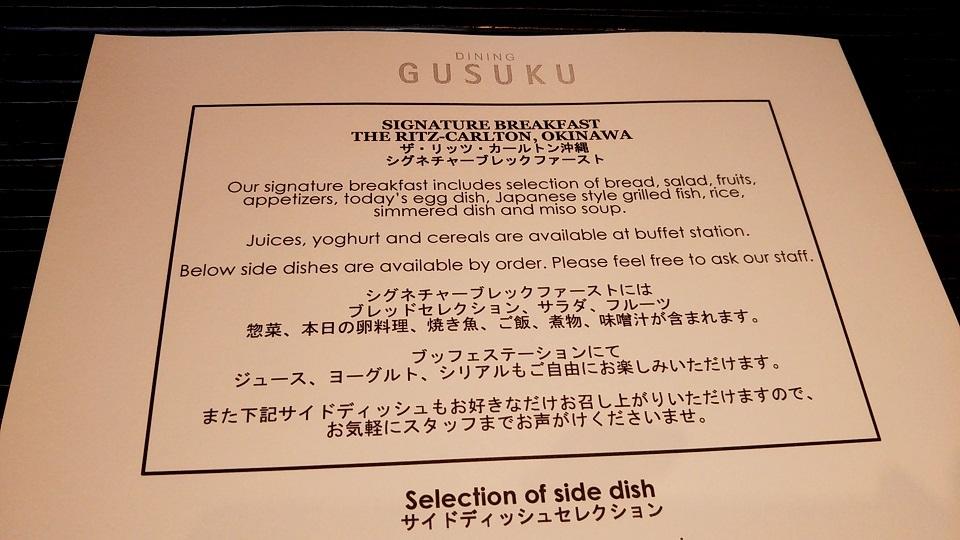 DINING
GUSUKU
SIGNATURE BREAKFAST
THE RITZ-CARLTON, OKINAWA
ザ・リッツ・カールトン沖縄
シグネチャーブレックファースト
Our signature breakfast includes selection of bread, salad, fruits,
appetizers, today's egg dish, Japanese style grilled fish, rice,
simmered dish and miso soup.
Juices, yoghurt and cereals are available at buffet station.
Below side dishes are available by order. Please feel free to ask our staff.
シグネチャーブレックファーストには
ブレッドセレクション、サラダ、フルーツ
惣菜、本日の卵料理、焼き魚、ご飯、煮物、味噌汁が含まれます。
ブッフェステーションにて
ジュース、ヨーグルト、シリアルもご自由にお楽しみいただけます。
また下記サイドディッシュもお好きなだけお召し上がりいただけますので、
お気軽にスタッフまでお声がけくださいませ。
Selection of side dish
サイドディッシュセレクション